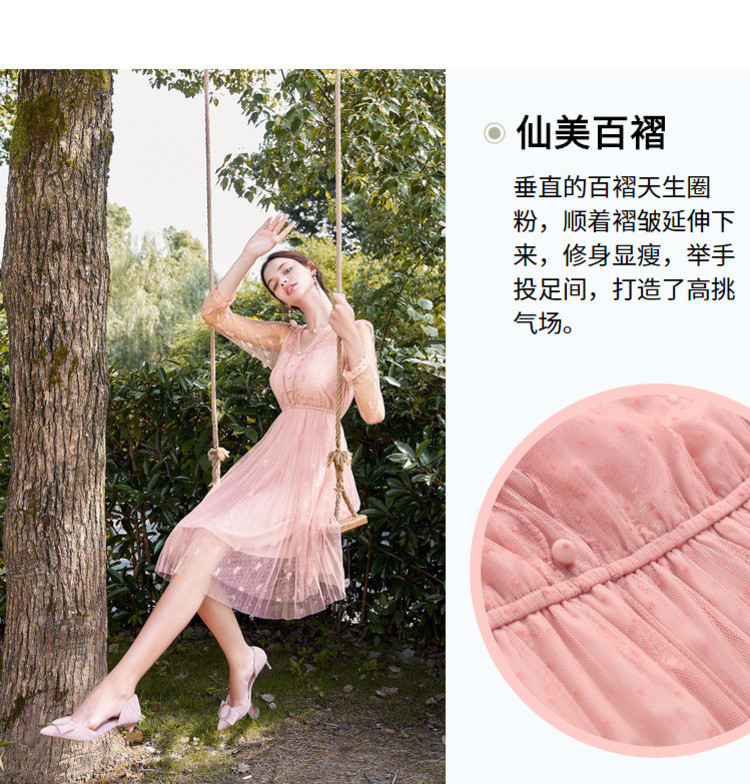 仙美百褶
垂直的百褶天生圈
粉，顺着褶皱延伸下
来，修身显瘦，举手
投足间，打造了高挑
气场。